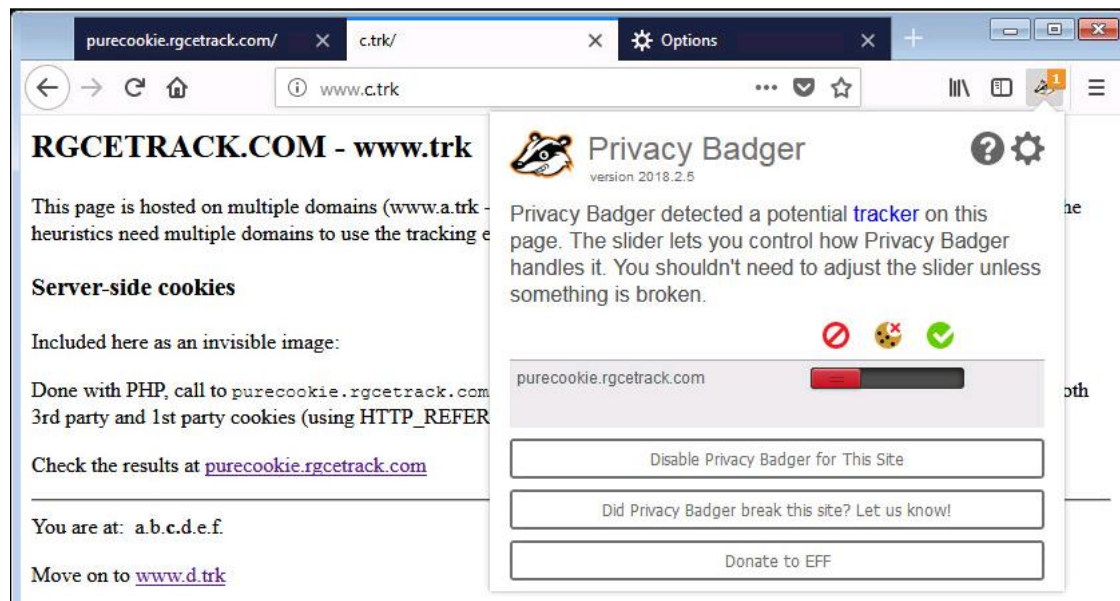 purecookie.rgcetrack.com/
c.trk/
Options
www.c.trk
1
RGCETRACK.COM - www.trk
This page is hosted on multiple domains (www.a.trk - he
heuristics need multiple domains to use the tracking e
Server-side cookies
Included here as an invisible image:
Done with PHP, call to purecookie.rgcetrack.com oth
3rd party and 1st party cookies (using HTTP_REFER
Check the results at purecookie.rgcetrack.com
You are at: a.b.c.d.e.f.
Move on to www.d.trk
Privacy Badger
version 2018.2.5
Privacy Badger detected a potential tracker on this
page. The slider lets you control how Privacy Badger
handles it. You shouldn't need to adjust the slider unless
something is broken.
purecookie.rgcetrack.com
Disable Privacy Badger for This Site
Did Privacy Badger break this site? Let us know!
Donate to EFF